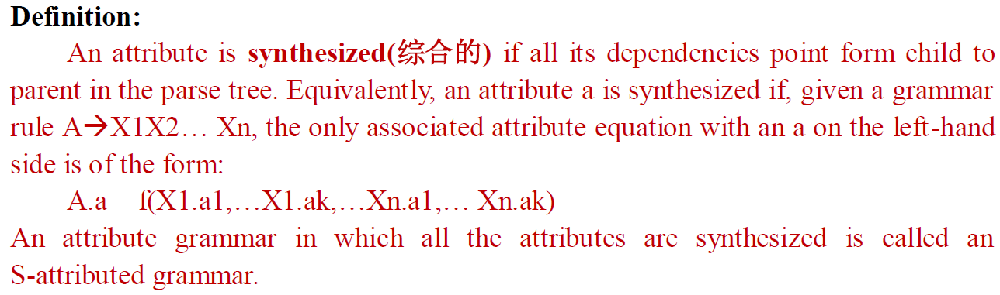 Definition:
An attribute is synthesized(综合的) if all its dependencies point form child to
parent in the parse tree. Equivalently, an attribute a is synthesized if, given a grammar
rule A→X1X2… Xn, the only associated attribute equation with an a on the left-hand
side is of the form:
A.a = f(X1.a1,…X1.ak,…Xn.a1,… Xn.ak)
An attribute grammar in which all the attributes are synthesized is called an
S-attributed grammar.